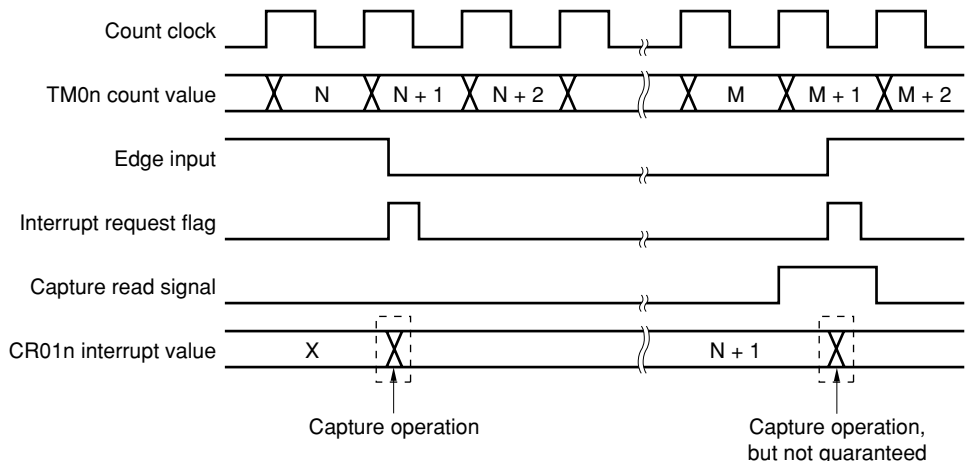 Count clock
TM0n count value N N + 1 N + 2 M M + 1 M + 2
Edge input
Interrupt request flag
Capture read signal
CR01n interrupt value X N + 1
Capture operation
Capture operation,
but not guaranteed